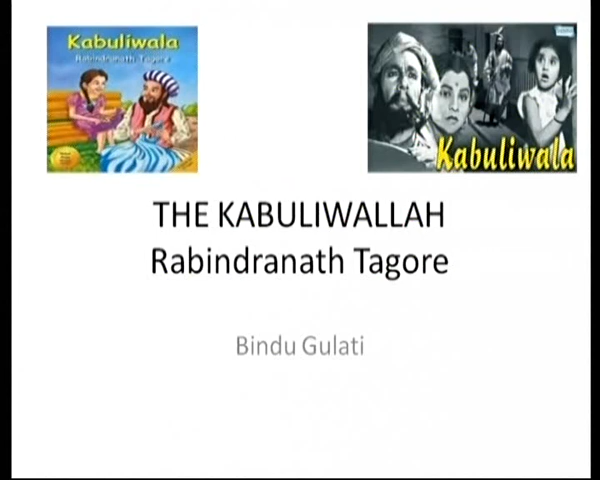 Kabuliwala
Rabindranath Tagore
Kabuliwala
THE KABULIWALLAH
Rabindranath Tagore
Bindu Gulati